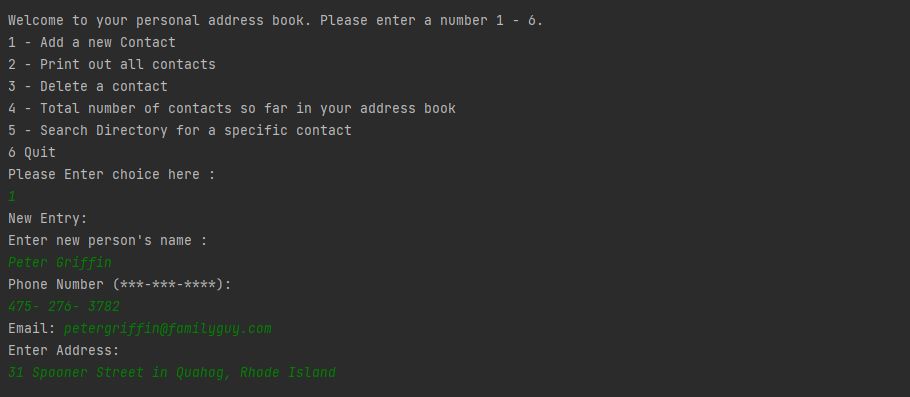 Welcome to your personal address book. Please enter a number 1 - 6.
1 - Add a new Contact
2 - Print out all contacts
3 - Delete a contact
4 - Total number of contacts so far in your address book
5 - Search Directory for a specific contact
6 Quit
Please Enter choice here :
1
New Entry:
Enter new person's name :
Peter Griffin
Phone Number (***-***-****):
475- 276- 3782
Email: petergriffin@familyguy.com
Enter Address:
31 Spooner Street in Quahog, Rhode Island